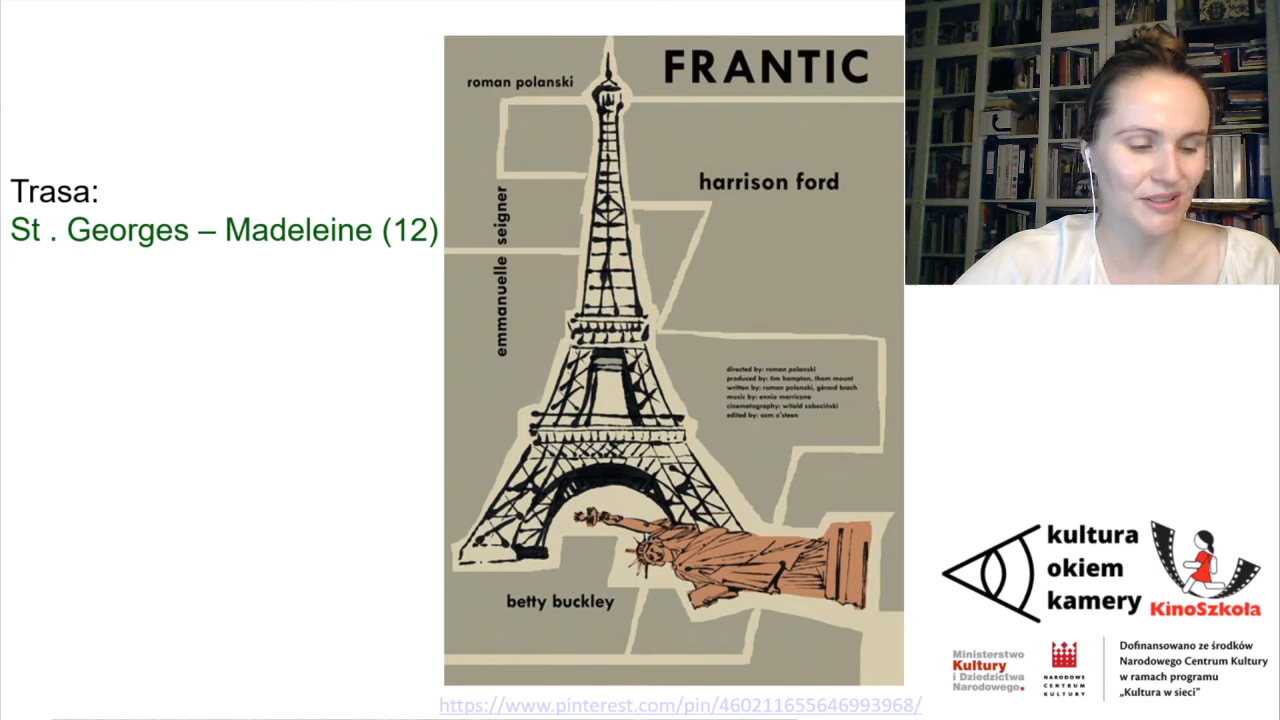 Trasa:
St . Georges – Madeleine (12)
roman polanski
FRANTIC
harrison ford
emmanuelle seigner
directed by: roman polanski
produced by: tim hampton, thom mount
written by: roman polanski, gérard brach
music by: ennio morricone
cinematography: witold sobociński
edited by: sam o'steen
betty buckley
https://www.pinterest.com/pin/460211655646993968/
kultura
okiem
kamery
KinoSzkoła
Ministerstwo
Kultury
i Dziedzictwa
Narodowego.
NARODOWE
CENTRUM
KULTURY
Dofinansowano ze środków
Narodowego Centrum Kultury
w ramach programu
„Kultura w sieci”